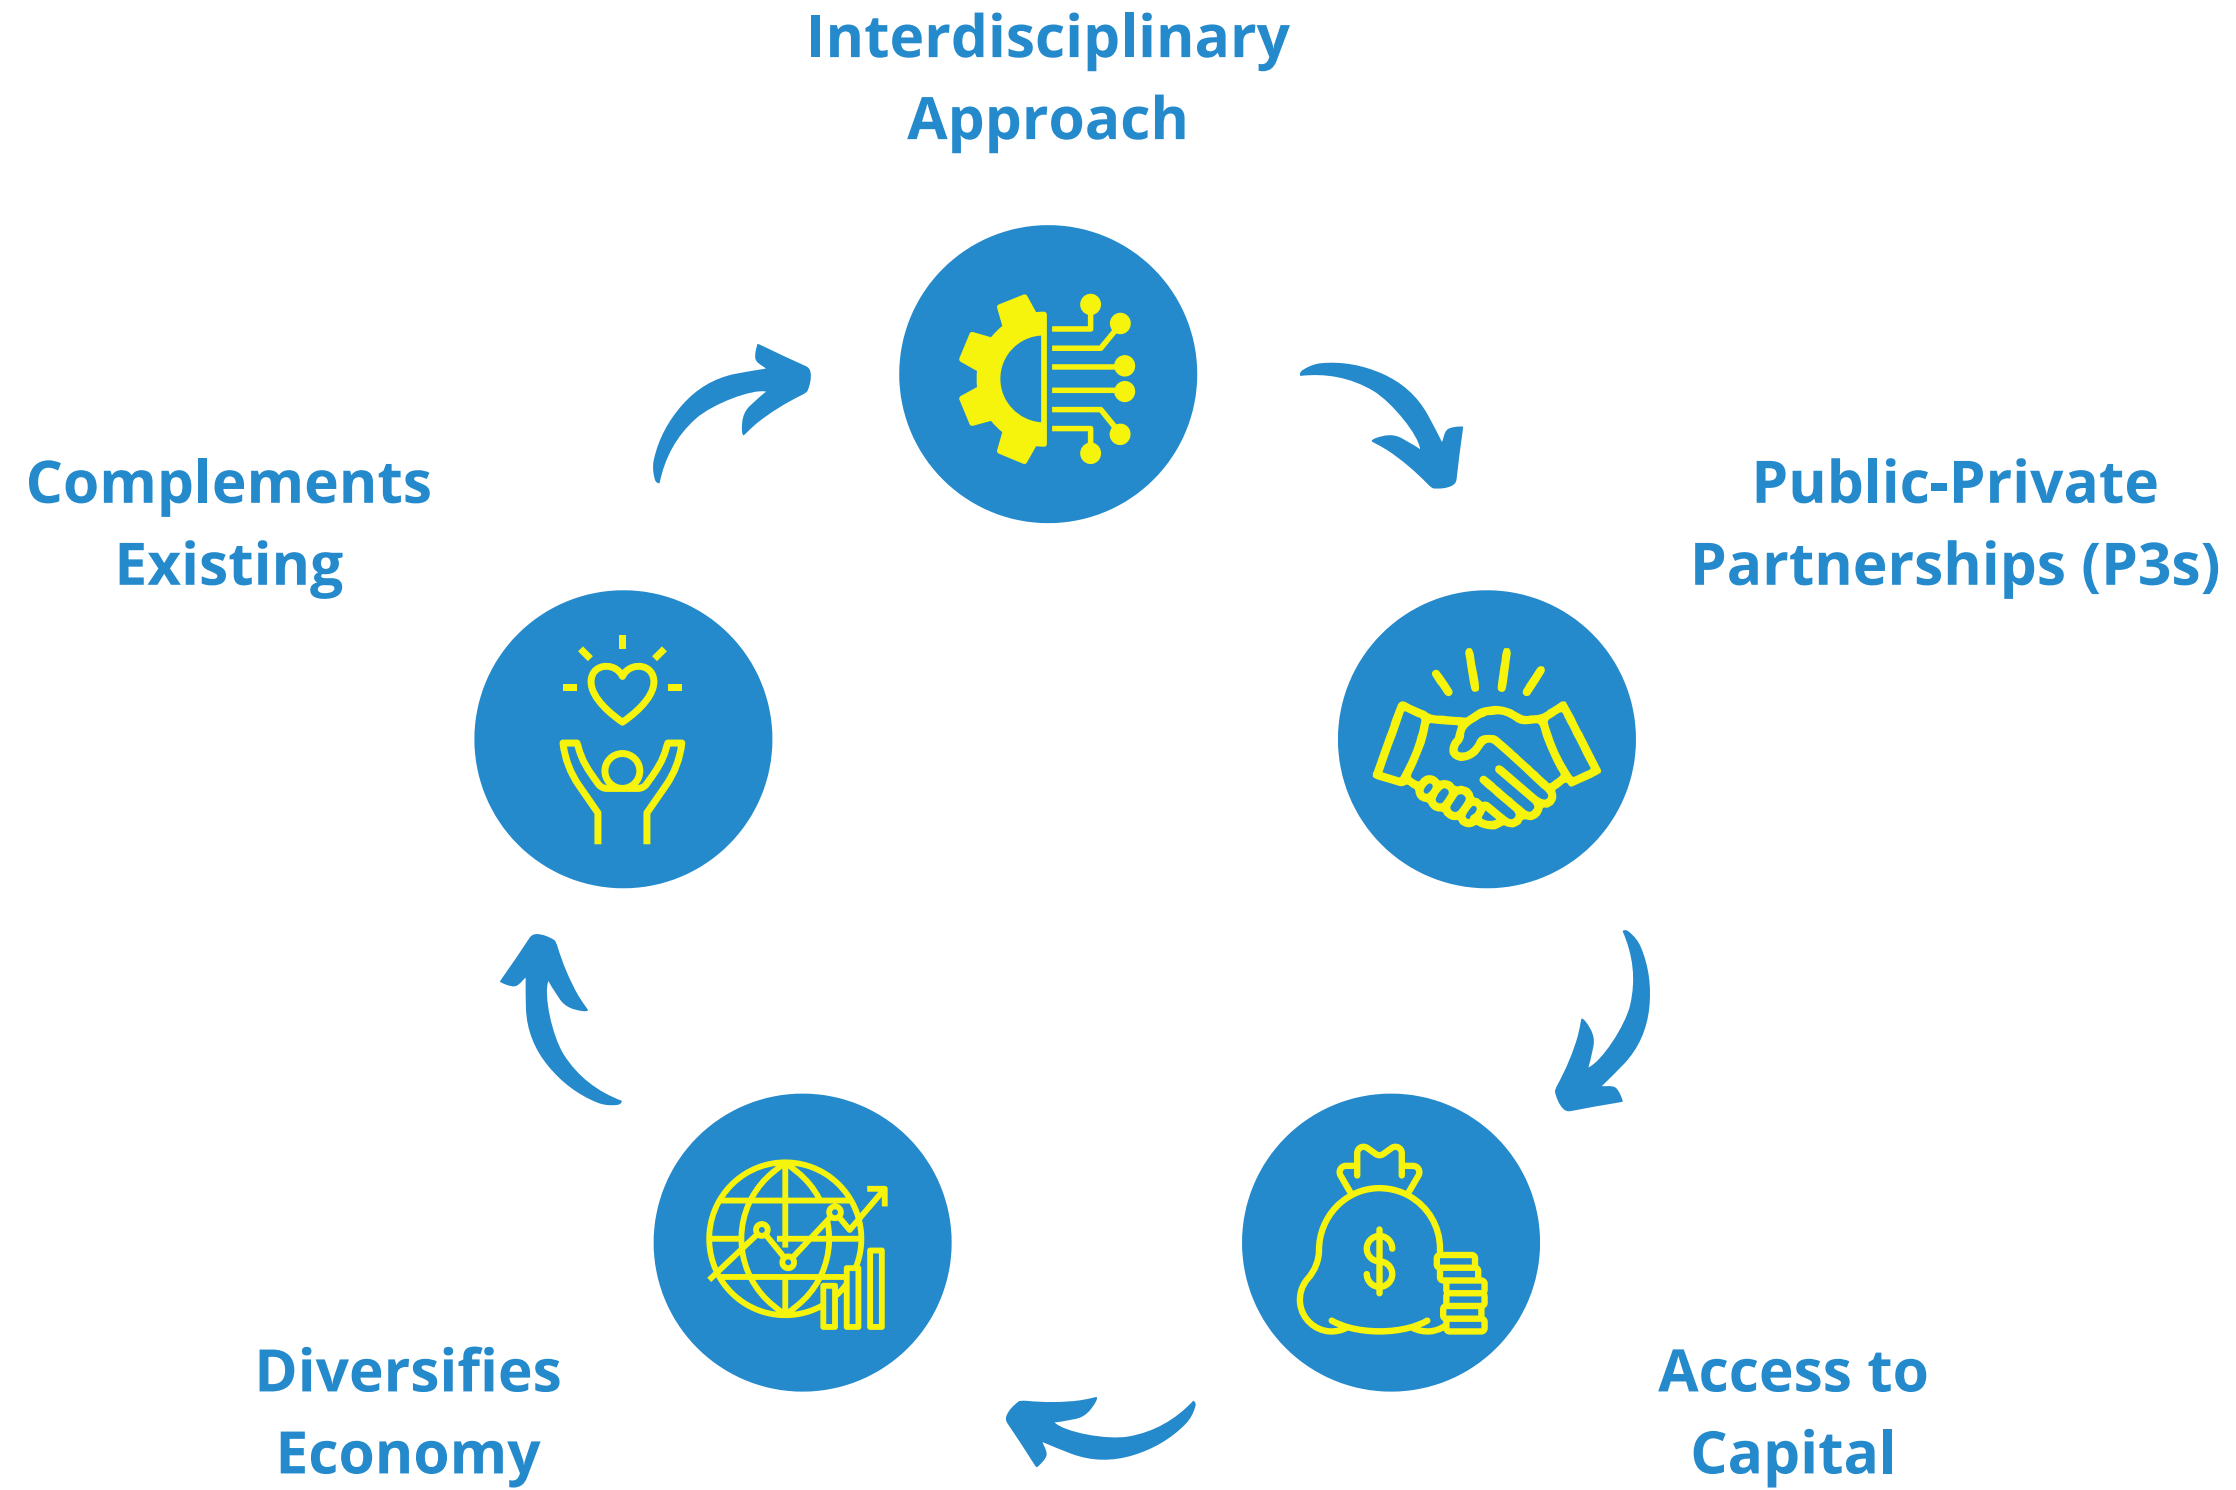 Interdisciplinary
Approach
Public-Private
Partnerships (P3s)
Access to
Capital
Diversifies
Economy
Complements
Existing
$